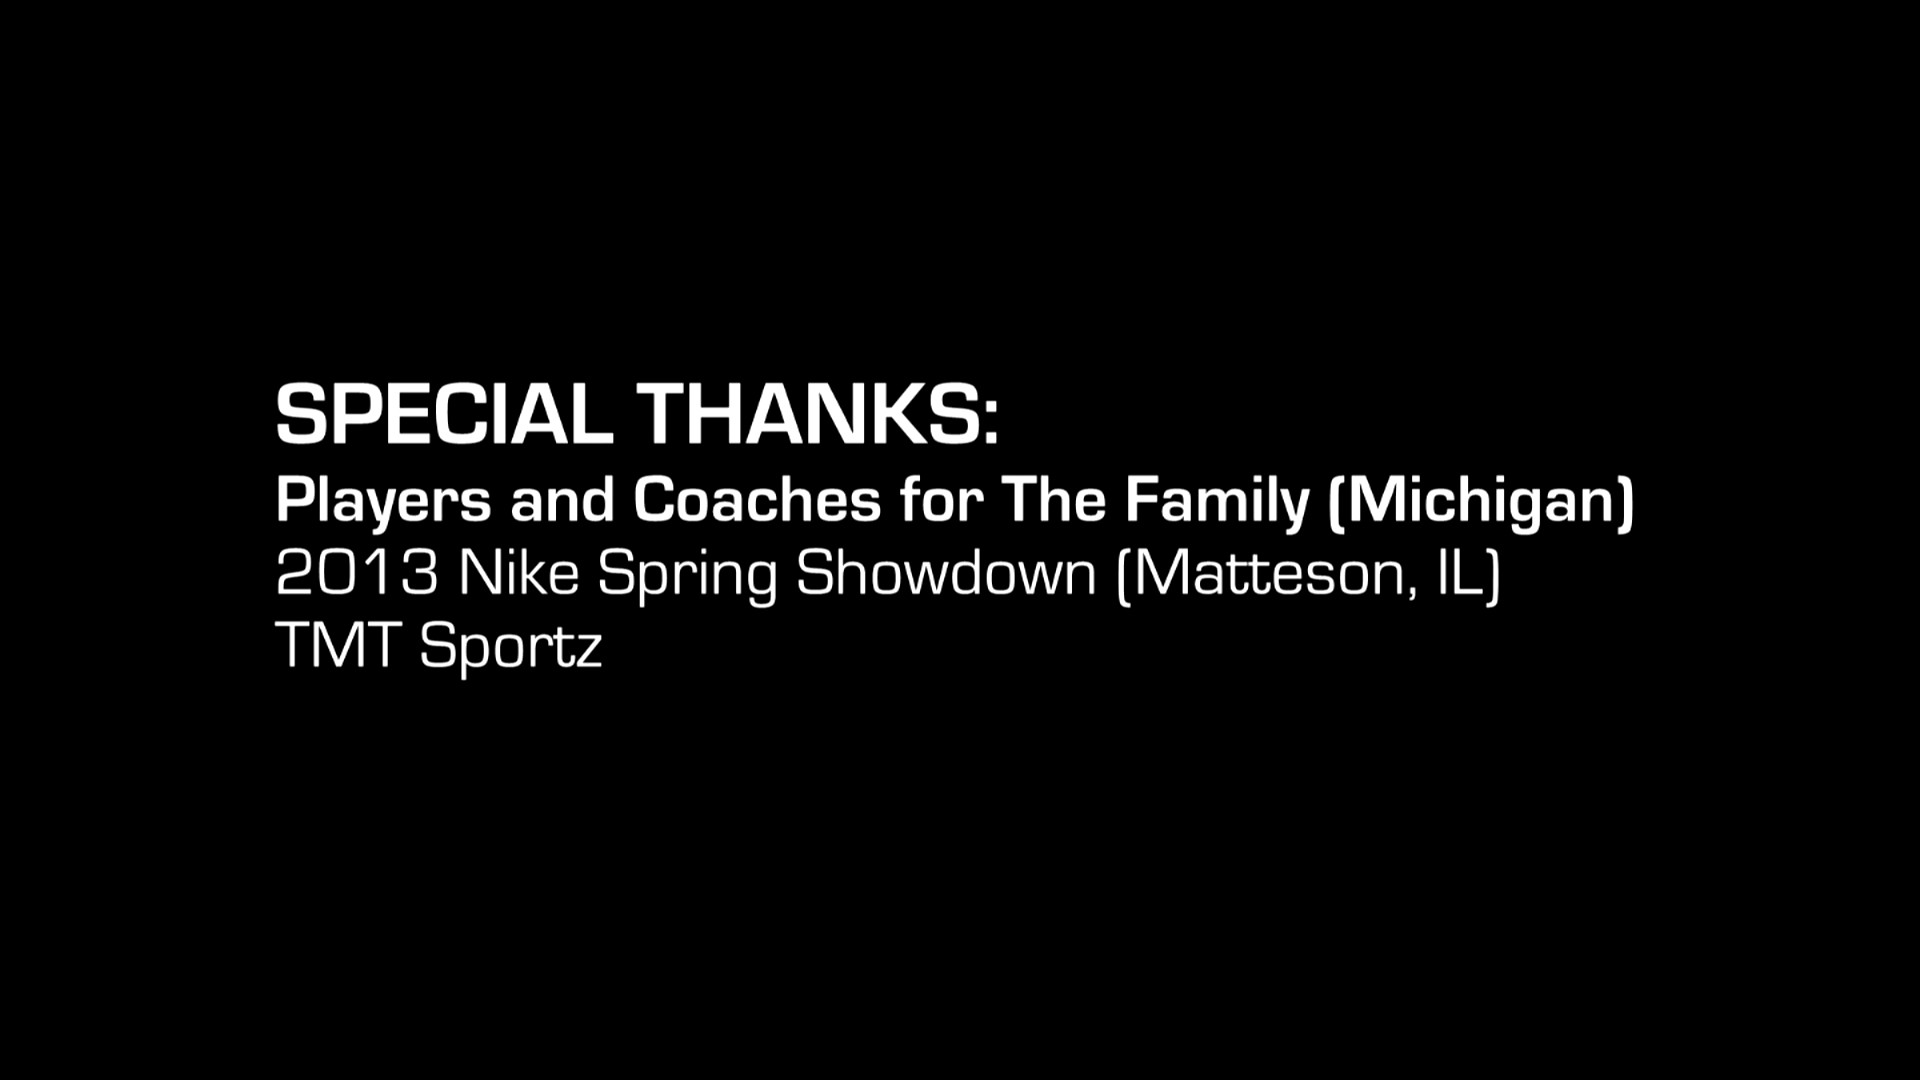 SPECIAL THANKS:
Players and Coaches for The Family (Michigan)
2013 Nike Spring Showdown (Matteson, IL)
TMT Sportz